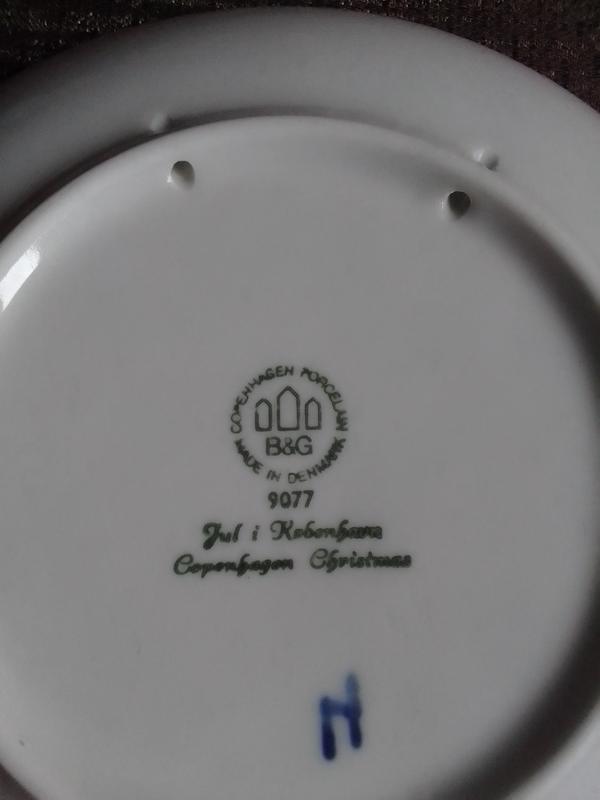 COPENHAGEN PORCELAIN
B&G
MADE IN DENMARK
9077
Jul i København
Copenhagen Christmas